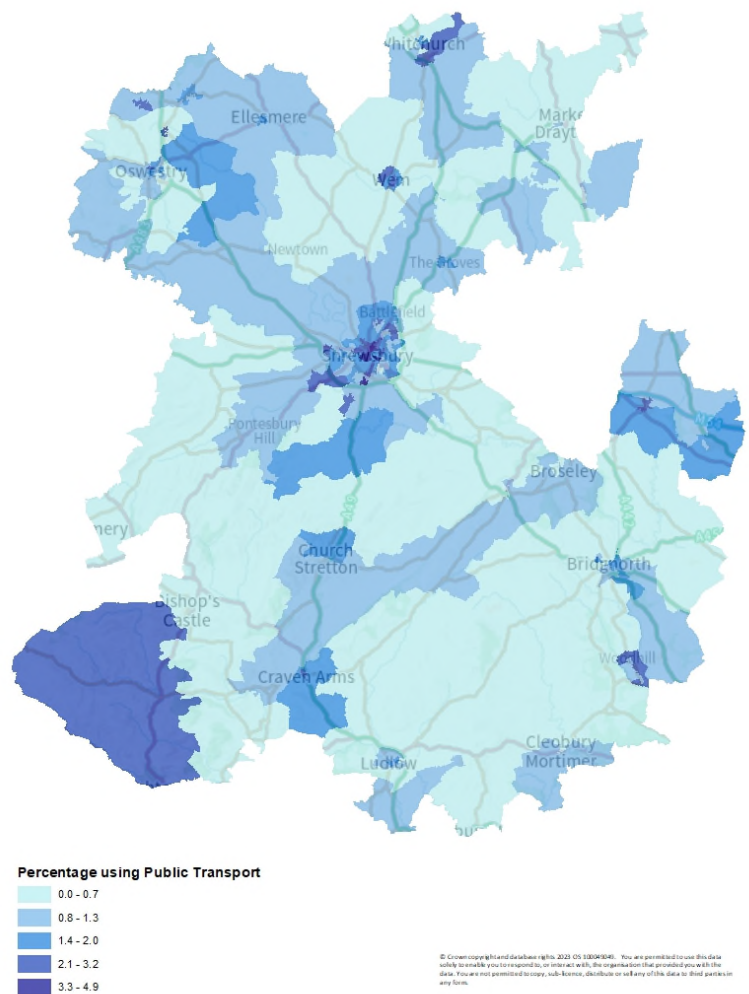 hitchurch
Ellesmere
Marke
Drayt
Oswestry
Wem
Newtown
Battlefield
Shrewsbury
Pontesbury
Hill
Broseley
nery
Church
Stretton
Bridgnorth
Bishop's
Castle
Craven Arms
Ludlow
Cleobury
Mortimer
Percentage using Public Transport
0.0 - 0.7
0.8 - 1.3
1.4 - 2.0
2.1 - 3.2
3.3 - 4.9
© Crown copyright and database rights 2023 OS 100049049. You are permitted to use this data
solely to enable you to respond to, or interact with, the organisation that provided you with the
data. You are not permitted to copy, sub-licence, distribute or sell any of this data to third parties in
any form.